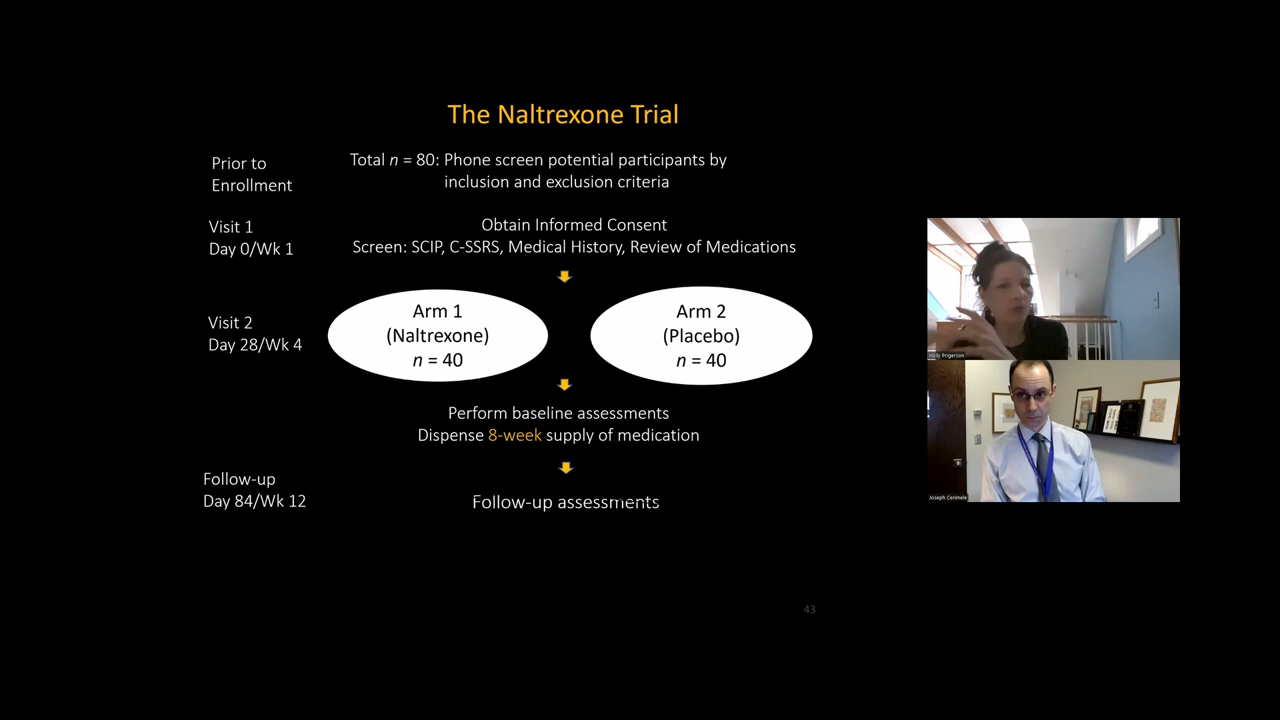 The Naltrexone Trial
Prior to
Enrollment
Total n = 80: Phone screen potential participants by
inclusion and exclusion criteria
Visit 1
Day 0/Wk 1
Obtain Informed Consent
Screen: SCIP, C-SSRS, Medical History, Review of Medications
Visit 2
Day 28/Wk 4
Arm 1
(Naltrexone)
n = 40
Arm 2
(Placebo)
n = 40
Perform baseline assessments
Dispense 8-week supply of medication
Follow-up
Day 84/Wk 12
Follow-up assessments
43
Holly Prigerson
Joseph Cerimele